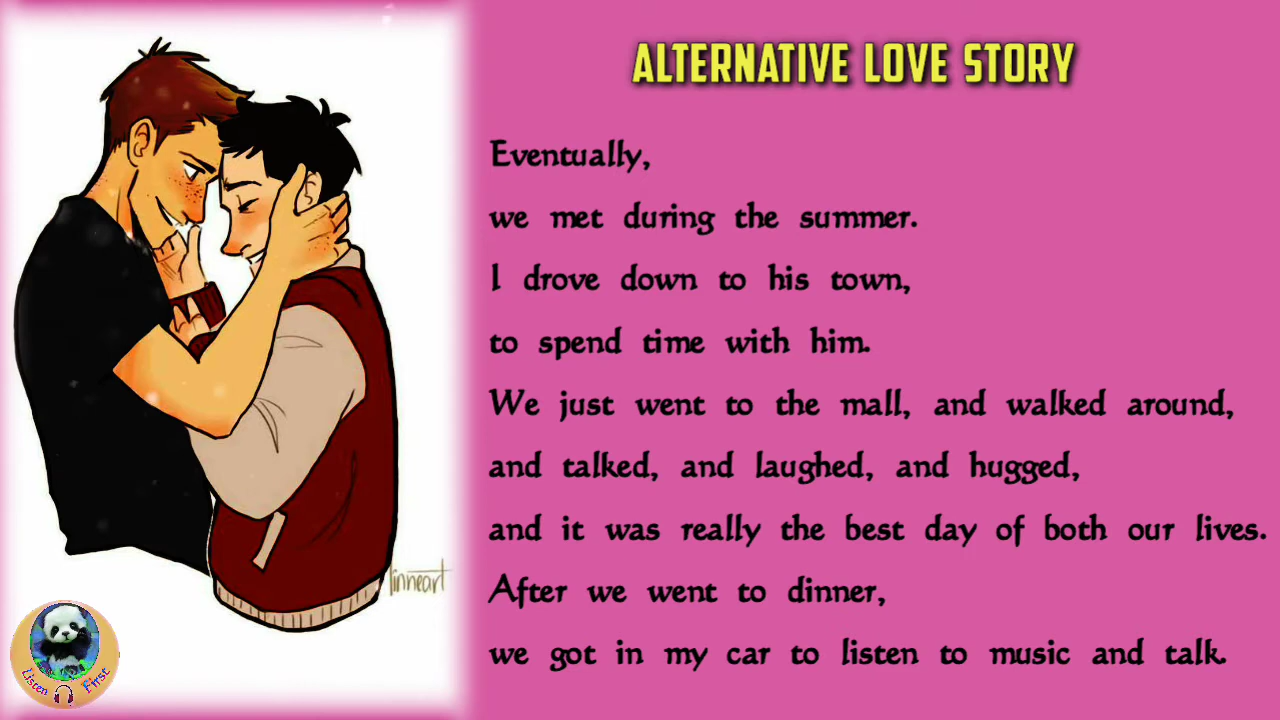 ALTERNATIVE LOVE STORY
Eventually,
we met during the summer.
I drove down to his town,
to spend time with him.
We just went to the mall, and walked around,
and talked, and laughed, and hugged,
and it was really the best day of both our lives.
After we went to dinner,
we got in my car to listen to music and talk.
linneart
Listen First